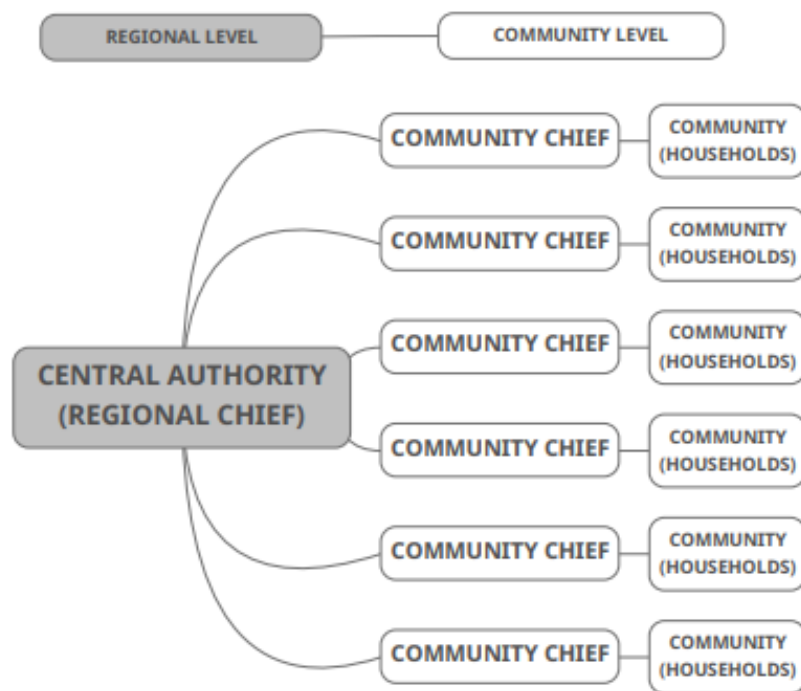 REGIONAL LEVEL
COMMUNITY LEVEL
COMMUNITY CHIEF
COMMUNITY
(HOUSEHOLDS)
COMMUNITY CHIEF
COMMUNITY
(HOUSEHOLDS)
COMMUNITY CHIEF
COMMUNITY
(HOUSEHOLDS)
CENTRAL AUTHORITY
(REGIONAL CHIEF)
COMMUNITY CHIEF
COMMUNITY
(HOUSEHOLDS)
COMMUNITY CHIEF
COMMUNITY
(HOUSEHOLDS)
COMMUNITY CHIEF
COMMUNITY
(HOUSEHOLDS)